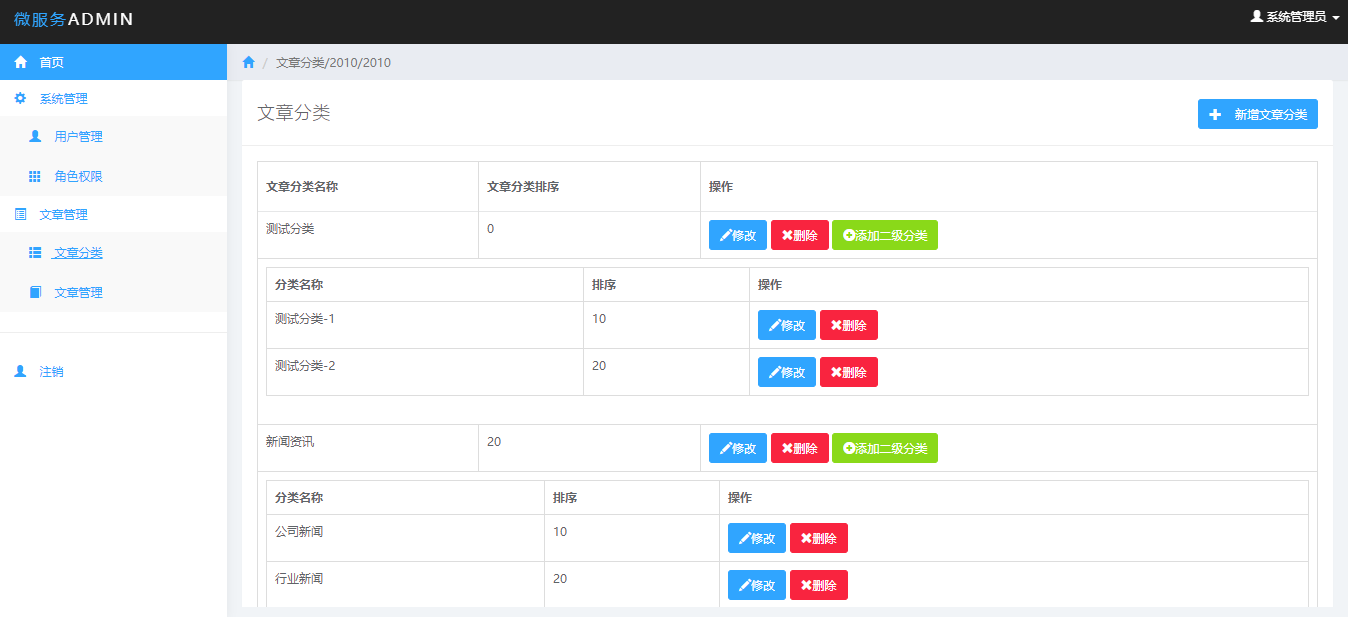 微服务ADMIN
系统管理员
首页
系统管理
用户管理
角色权限
文章管理
文章分类
文章管理
注销
/ 文章分类/2010/2010
文章分类
新增文章分类
文章分类名称 文章分类排序 操作
测试分类 0 修改 删除 添加二级分类
分类名称 排序 操作
测试分类-1 10 修改 删除
测试分类-2 20 修改 删除
新闻资讯 20 修改 删除 添加二级分类
分类名称 排序 操作
公司新闻 10 修改 删除
行业新闻 20 修改 删除